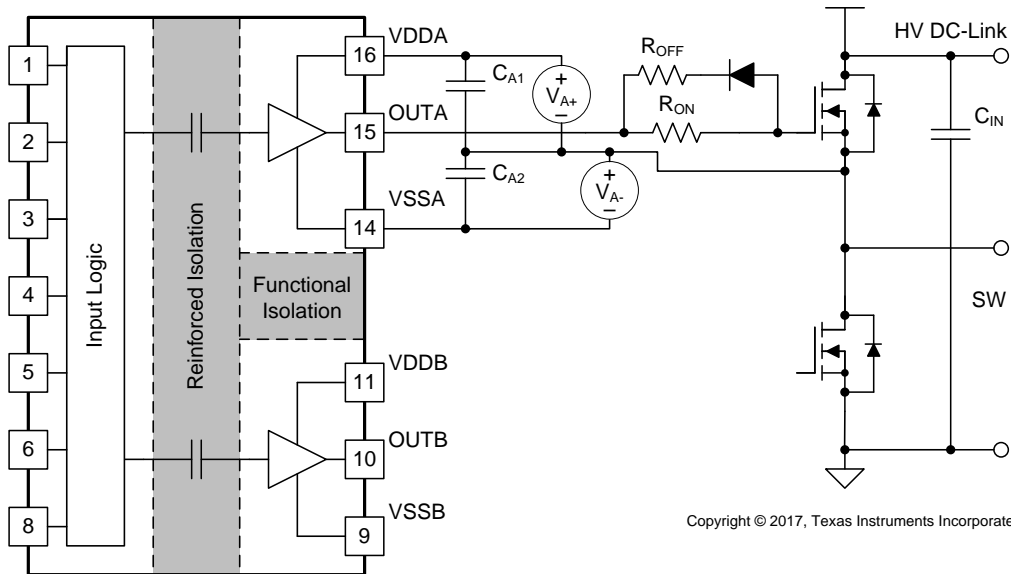 1
2
3
4
5
6
8
Input Logic
Reinforced Isolation
Functional
Isolation
VDDA
16
OUTA
15
VSSA
14
VDDB
11
OUTB
10
VSSB
9
CA1
CA2
+
VA+
−
+
VA-
−
ROFF
RON
HV DC-Link
CIN
SW
Copyright © 2017, Texas Instruments Incorporate